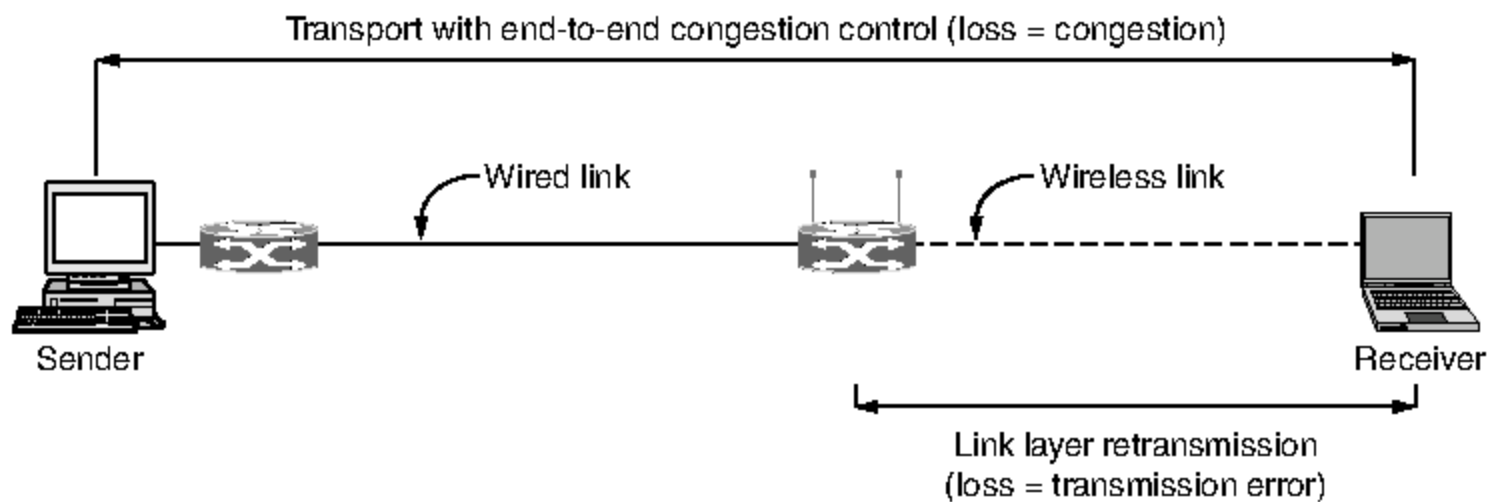 Transport with end-to-end congestion control (loss = congestion)
Wired link
Wireless link
Sender
Receiver
Link layer retransmission
(loss = transmission error)